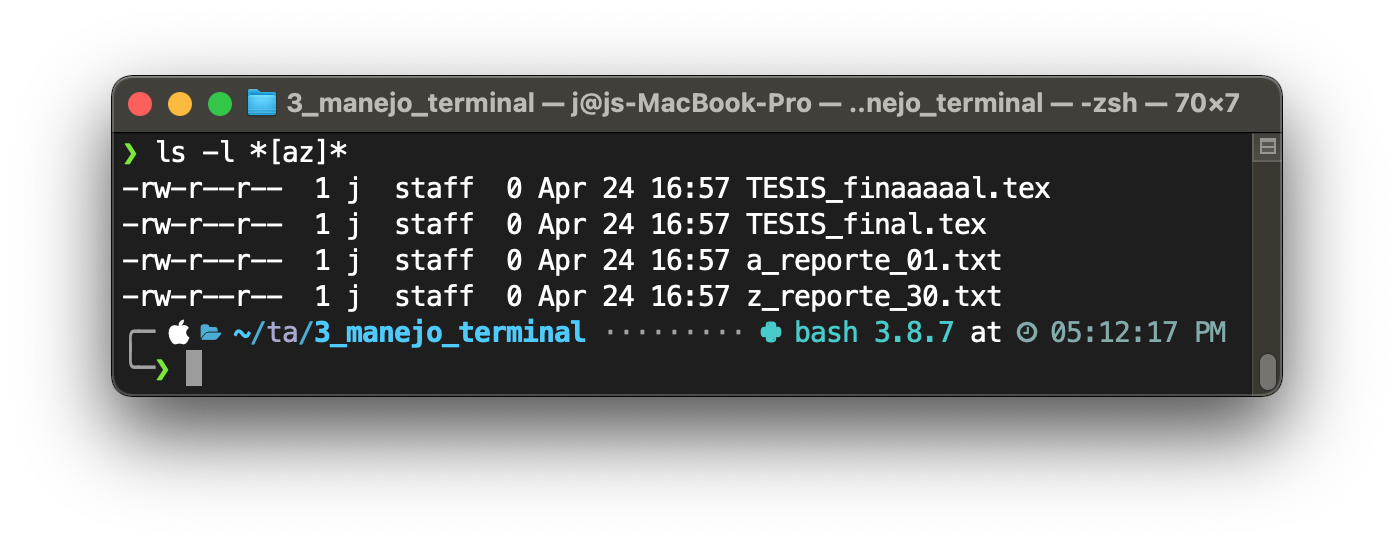 3_manejo_terminal — j@js-MacBook-Pro — ..nejo_terminal — -zsh — 70×7
❯ ls -l *[az]*
-rw-r--r--  1 j  staff  0 Apr 24 16:57 TESIS_finaaaaal.tex
-rw-r--r--  1 j  staff  0 Apr 24 16:57 TESIS_final.tex
-rw-r--r--  1 j  staff  0 Apr 24 16:57 a_reporte_01.txt
-rw-r--r--  1 j  staff  0 Apr 24 16:57 z_reporte_30.txt
~/ta/3_manejo_terminal ········· bash 3.8.7 at 05:12:17 PM
❯